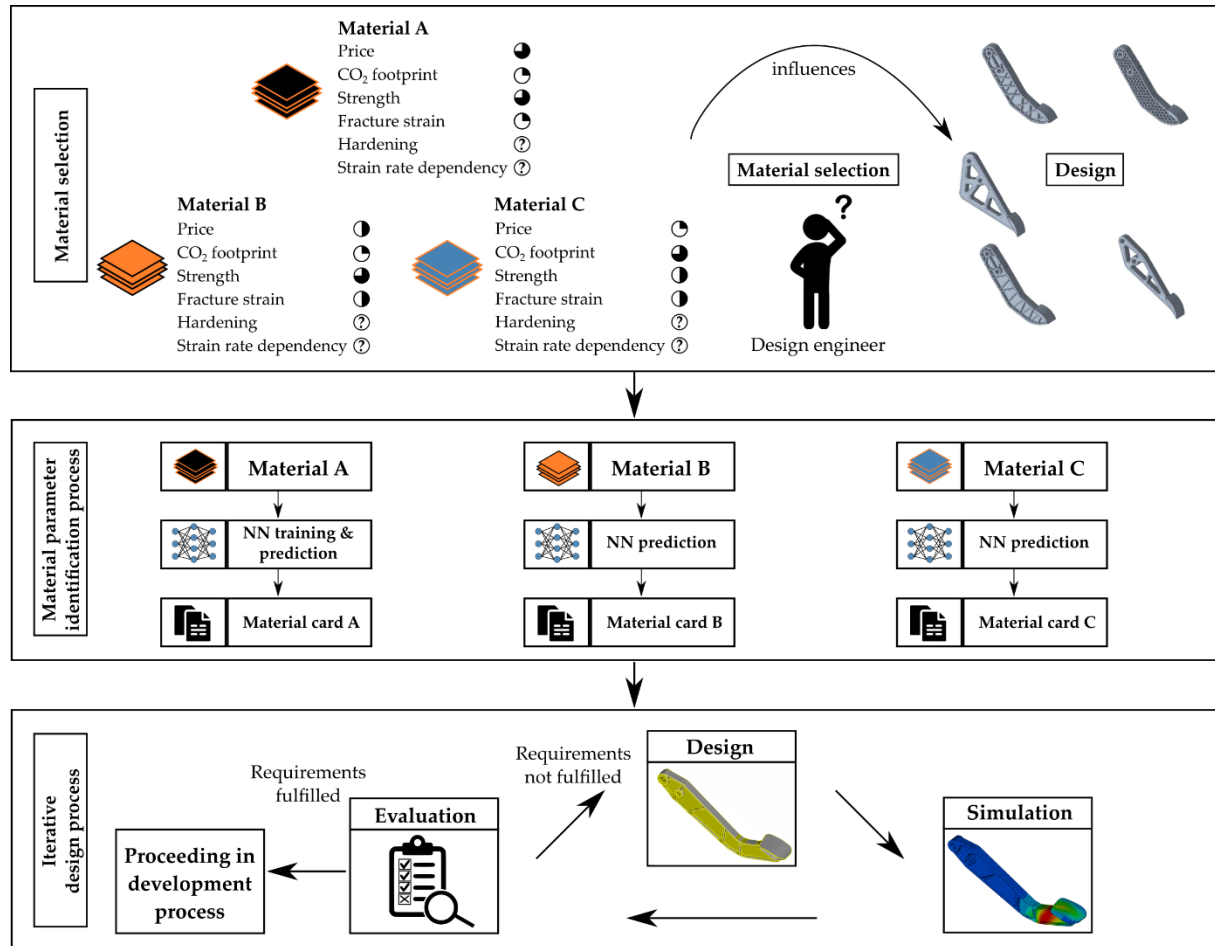 Material selection
Material A
Price
CO₂ footprint
Strength
Fracture strain
Hardening ?
Strain rate dependency ?
Material B
Price
CO₂ footprint
Strength
Fracture strain
Hardening ?
Strain rate dependency ?
Material C
Price
CO₂ footprint
Strength
Fracture strain
Hardening ?
Strain rate dependency ?
influences
Material selection
?
Design engineer
Design
Material parameter
identification process
Material A
NN training &
prediction
Material card A
Material B
NN prediction
Material card B
Material C
NN prediction
Material card C
Iterative
design process
Proceeding in
development
process
Requirements
fulfilled
Evaluation
Requirements
not fulfilled
Design
Simulation